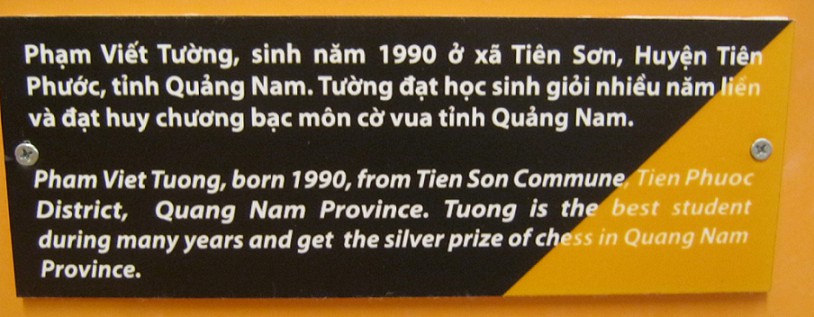 Phạm Viết Tường, sinh năm 1990 ở xã Tiên Sơn, Huyện Tiên
Phước, tỉnh Quảng Nam. Tường đạt học sinh giỏi nhiều năm liền
và đạt huy chương bạc môn cờ vua tỉnh Quảng Nam.
Pham Viet Tuong, born 1990, from Tien Son Commune, Tien Phuoc
District, Quang Nam Province. Tuong is the best student
during many years and get the silver prize of chess in Quang Nam
Province.